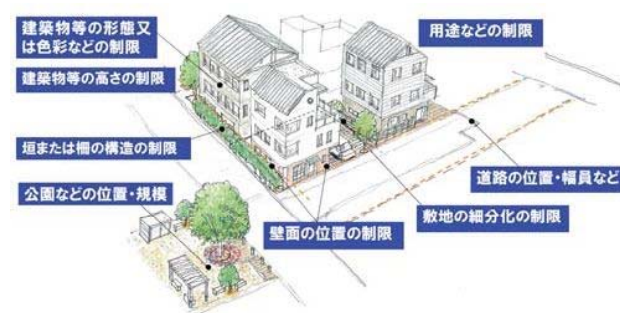 建築物等の形態又
は色彩などの制限
用途などの制限
建築物等の高さの制限
垣または柵の構造の制限
道路の位置・幅員など
公園などの位置・規模
敷地の細分化の制限
壁面の位置の制限